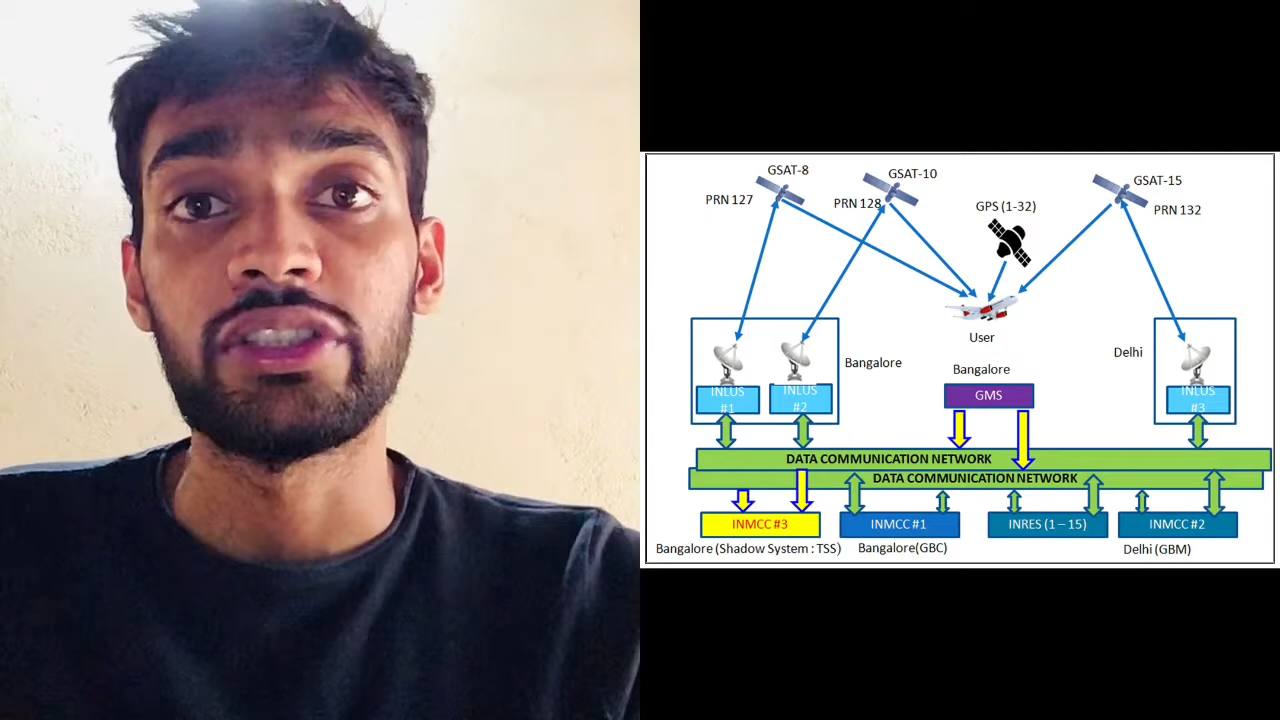 GSAT-8
GSAT-10
GSAT-15
PRN 127
PRN 128
GPS (1-32)
PRN 132
User
Bangalore
Delhi
Bangalore
INLUS
#1
INLUS
#2
GMS
INLUS
#3
DATA COMMUNICATION NETWORK
DATA COMMUNICATION NETWORK
INMCC #3
INMCC #1
INRES (1 – 15)
INMCC #2
Bangalore (Shadow System : TSS)
Bangalore(GBC)
Delhi (GBM)